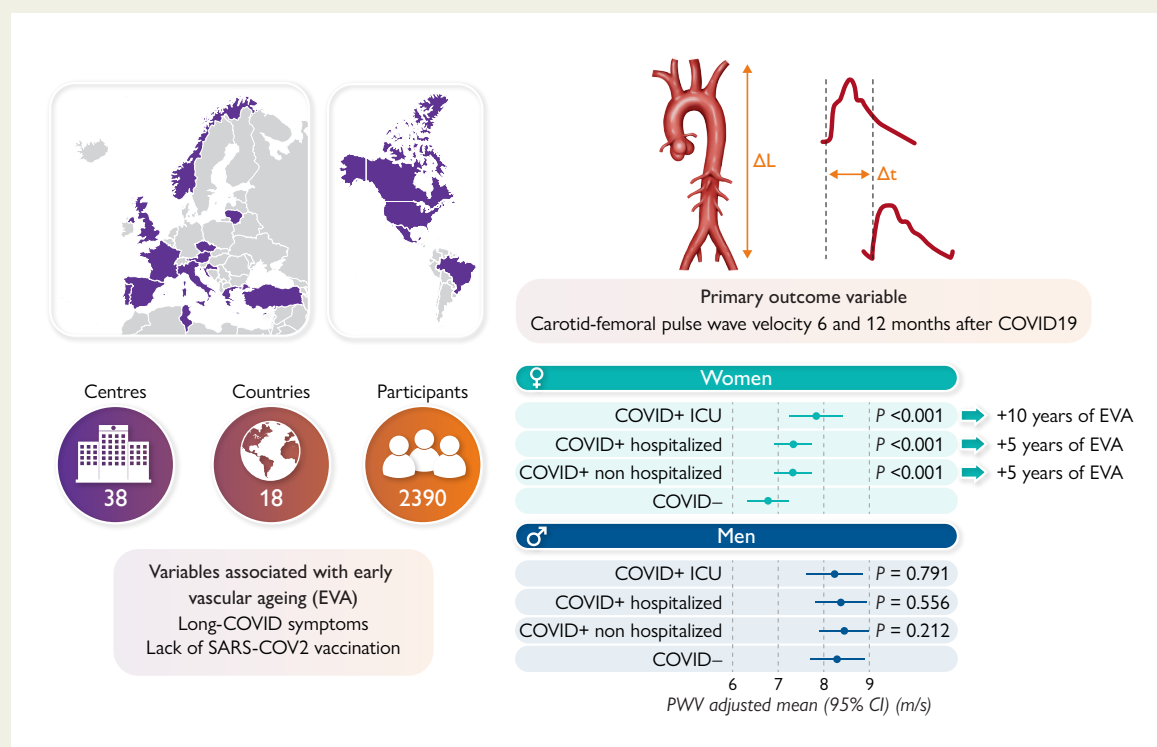 ΔL
Δt
Primary outcome variable
Carotid-femoral pulse wave velocity 6 and 12 months after COVID19
Centres
38
Countries
18
Participants
2390
Variables associated with early
vascular ageing (EVA)
Long-COVID symptoms
Lack of SARS-COV2 vaccination
Women
COVID+ ICU P <0.001 +10 years of EVA
COVID+ hospitalized P <0.001 +5 years of EVA
COVID+ non hospitalized P <0.001 +5 years of EVA
COVID–
Men
COVID+ ICU P = 0.791
COVID+ hospitalized P = 0.556
COVID+ non hospitalized P = 0.212
COVID–
6 7 8 9
PWV adjusted mean (95% CI) (m/s)